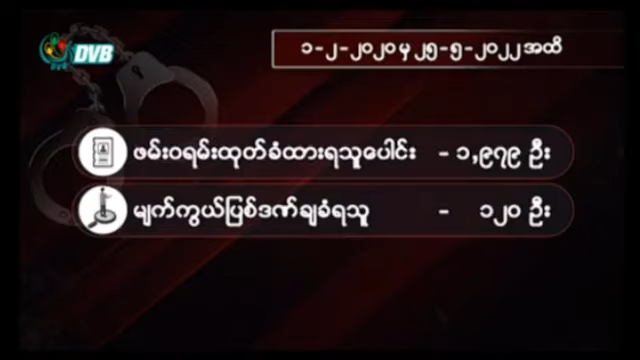 DVB
၁-၂-၂၀၂၀ မှ ၂၅-၅-၂၀၂၂ အထိ
ဖမ်းဝရမ်းထုတ်ခံထားရသူပေါင်း - ၁,၉၇၉ ဦး
မျက်ကွယ်ပြစ်ဒဏ်ချခံရသူ - ၁၂၀ ဦး